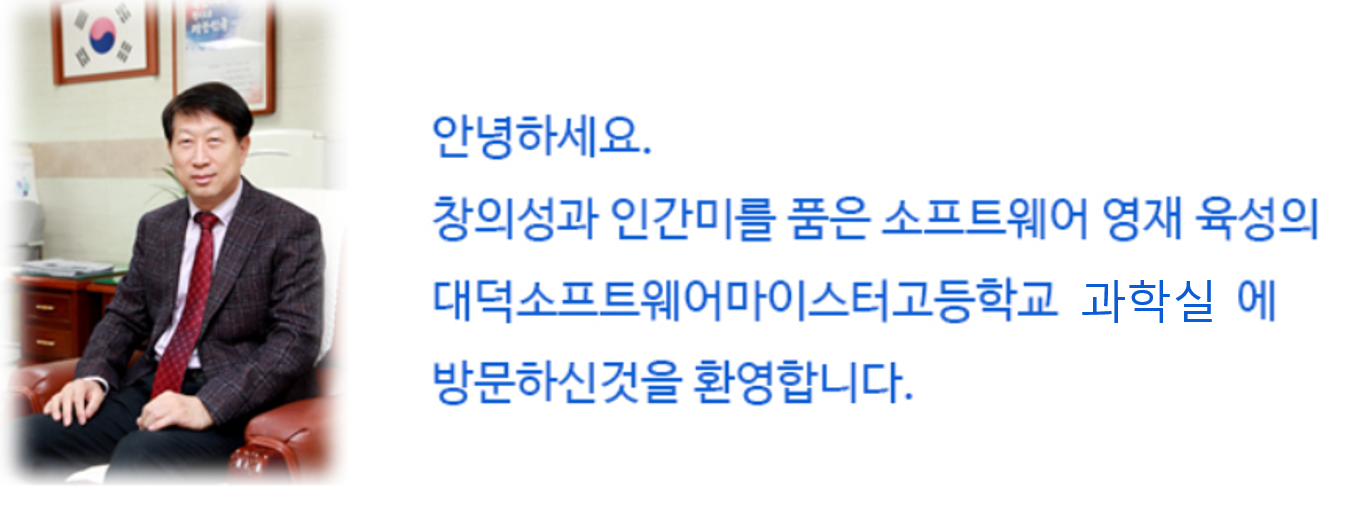 안녕하세요.
창의성과 인간미를 품은 소프트웨어 영재 육성의
대덕소프트웨어마이스터고등학교 과학실 에
방문하신것을 환영합니다.